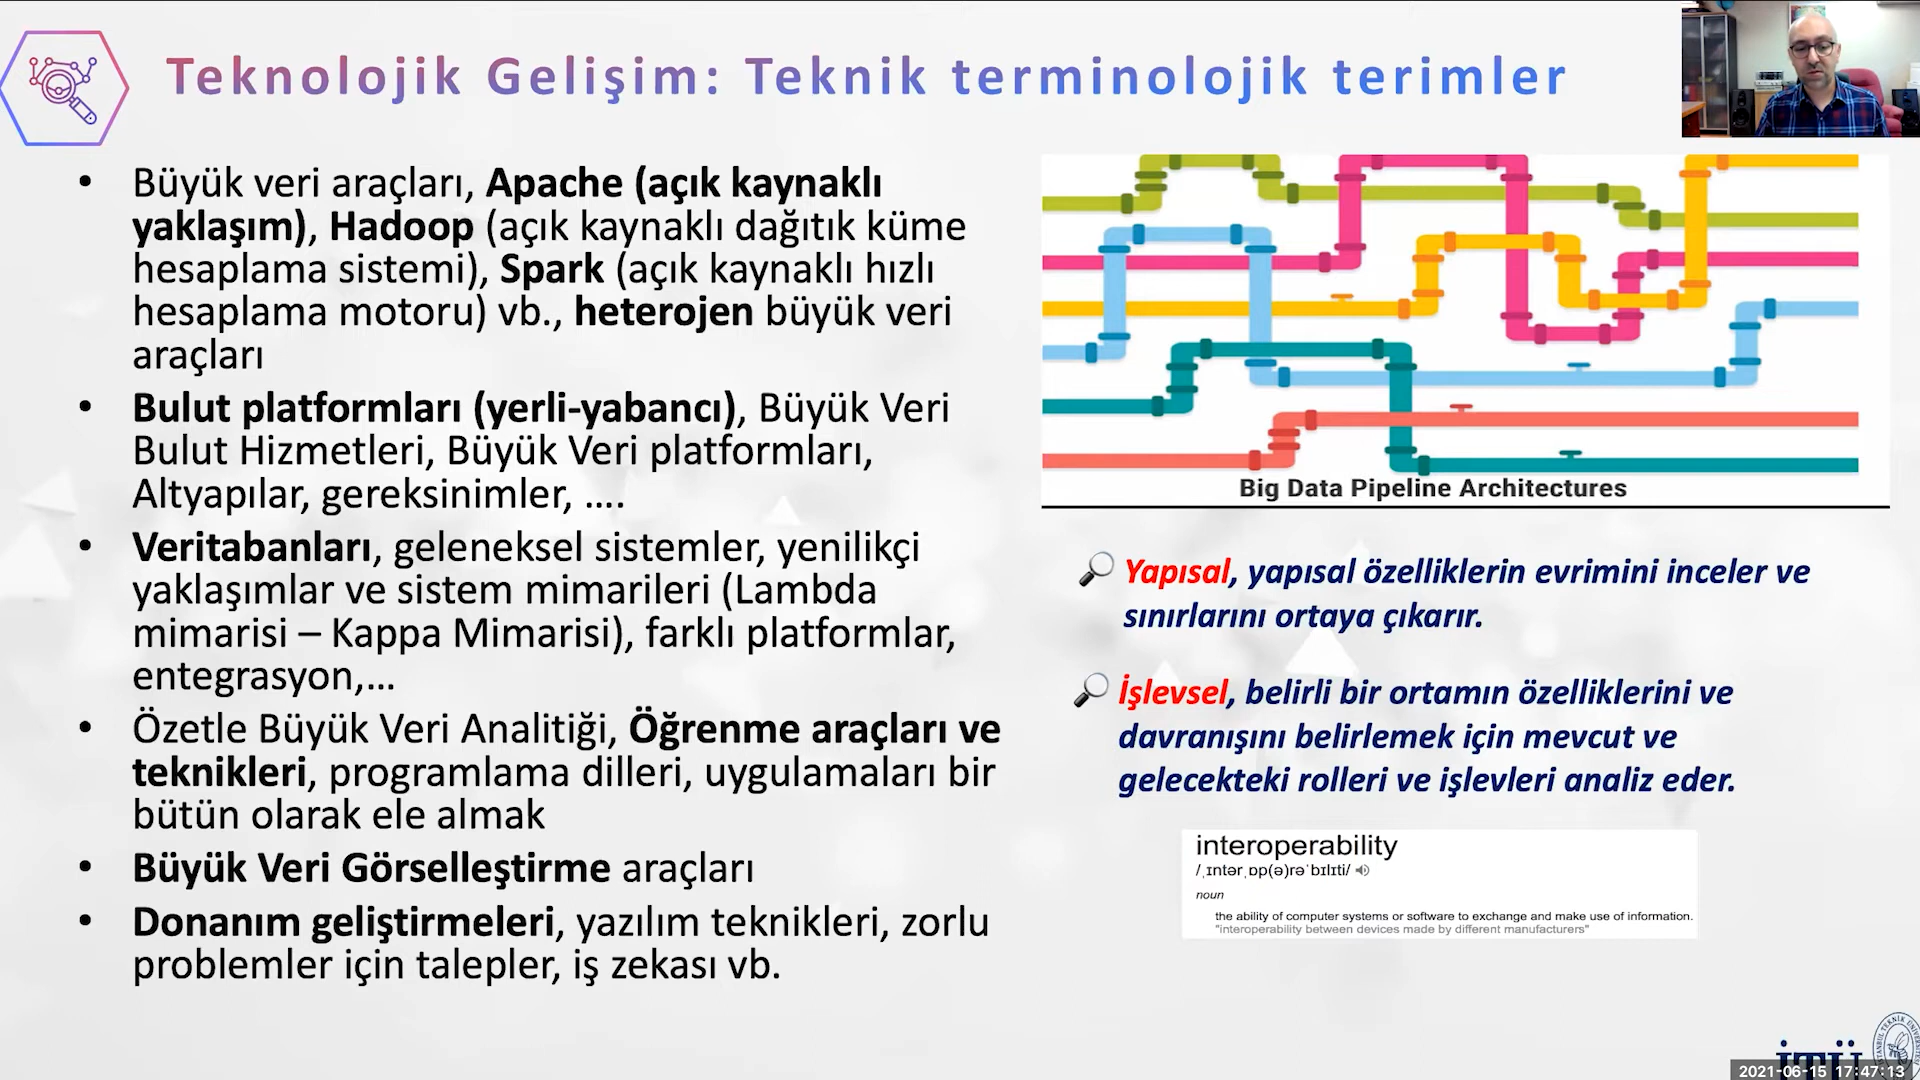 Teknolojik Gelişim: Teknik terminolojik terimler
• Büyük veri araçları, Apache (açık kaynaklı
yaklaşım), Hadoop (açık kaynaklı dağıtık küme
hesaplama sistemi), Spark (açık kaynaklı hızlı
hesaplama motoru) vb., heterojen büyük veri
araçları
• Bulut platformları (yerli-yabancı), Büyük Veri
Bulut Hizmetleri, Büyük Veri platformları,
Altyapılar, gereksinimler, ….
• Veritabanları, geleneksel sistemler, yenilikçi
yaklaşımlar ve sistem mimarileri (Lambda
mimarisi – Kappa Mimarisi), farklı platformlar,
entegrasyon,…
• Özetle Büyük Veri Analitiği, Öğrenme araçları ve
teknikleri, programlama dilleri, uygulamaları bir
bütün olarak ele almak
• Büyük Veri Görselleştirme araçları
• Donanım geliştirmeleri, yazılım teknikleri, zorlu
problemler için talepler, iş zekası vb.
Big Data Pipeline Architectures
Yapısal, yapısal özelliklerin evrimini inceler ve
sınırlarını ortaya çıkarır.
İşlevsel, belirli bir ortamın özelliklerini ve
davranışını belirlemek için mevcut ve
gelecekteki rolleri ve işlevleri analiz eder.
interoperability
/ˌɪntərˌɒp(ə)rəˈbɪlɪti/
noun
the ability of computer systems or software to exchange and make use of information.
"interoperability between devices made by different manufacturers"
İTÜ
2021-06-15 17:47:13